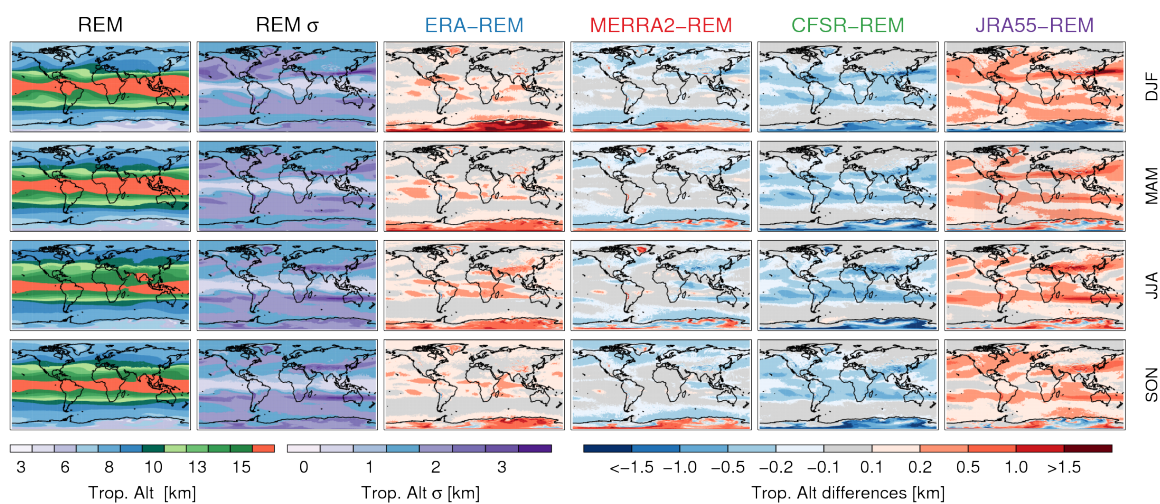 REM REM σ ERA−REM MERRA2−REM CFSR−REM JRA55−REM
DJF
MAM
JJA
SON
3 6 8 10 13 15 0 1 2 3 <−1.5 −1.0 −0.5 −0.2 −0.1 0.1 0.2 0.5 1.0 >1.5
Trop. Alt [km] Trop. Alt σ [km] Trop. Alt differences [km]